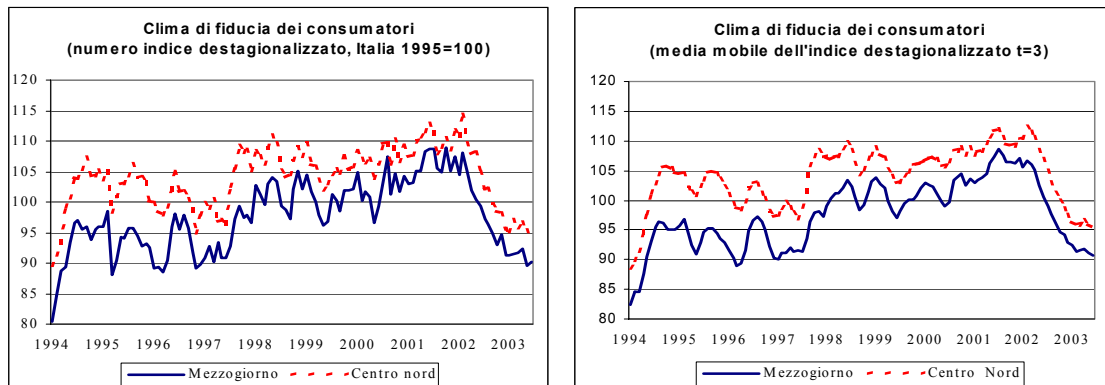 Clima di fiducia dei consumatori
(numero indice destagionalizzato, Italia 1995=100)
120
115
110
105
100
95
90
85
80
1994 1995 1996 1997 1998 1999 2000 2001 2002 2003
Mezzogiorno Centro nord
Clima di fiducia dei consumatori
(media mobile dell'indice destagionalizzato t=3)
120
115
110
105
100
95
90
85
80
1994 1995 1996 1997 1998 1999 2000 2001 2002 2003
Mezzogiorno Centro Nord